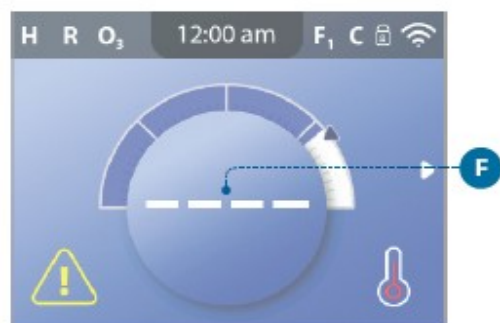 H R O₃ 12:00 am F₁ C
– – – –
F